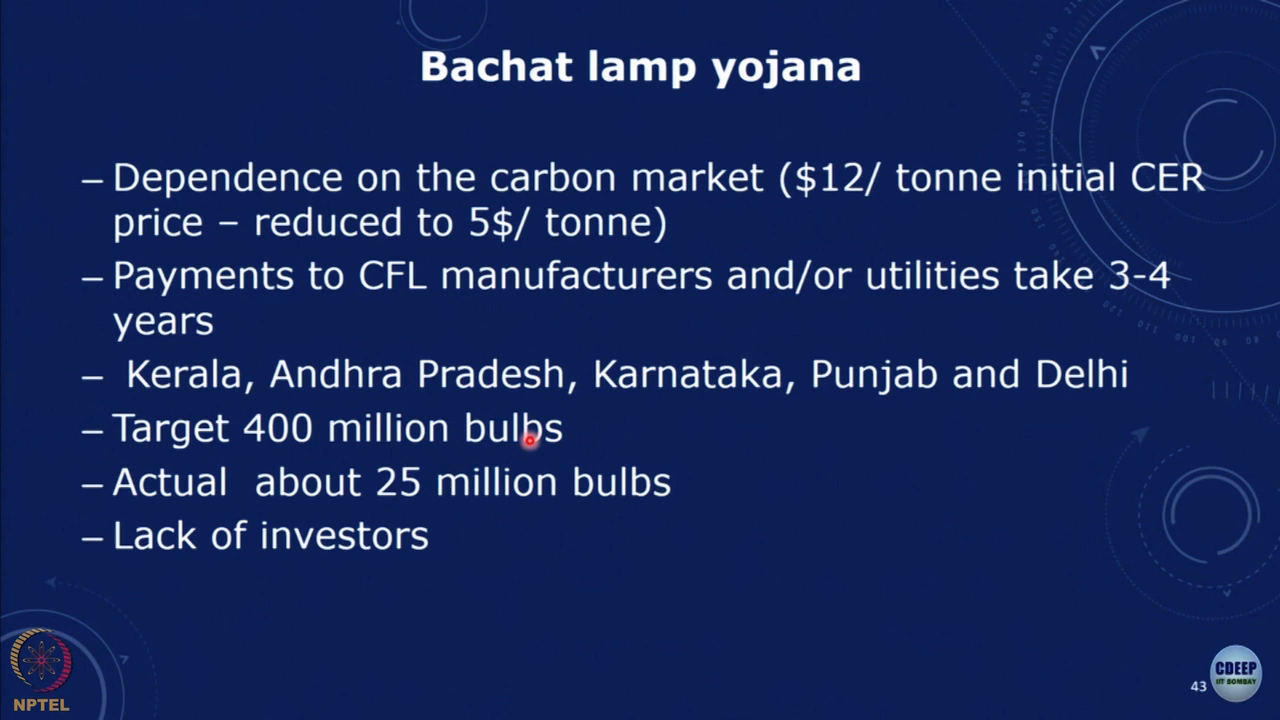 Bachat lamp yojana
– Dependence on the carbon market ($12/ tonne initial CER
price – reduced to 5$/ tonne)
– Payments to CFL manufacturers and/or utilities take 3-4
years
– Kerala, Andhra Pradesh, Karnataka, Punjab and Delhi
– Target 400 million bulbs
– Actual about 25 million bulbs
– Lack of investors
NPTEL
43
CDEEP
IIT BOMBAY